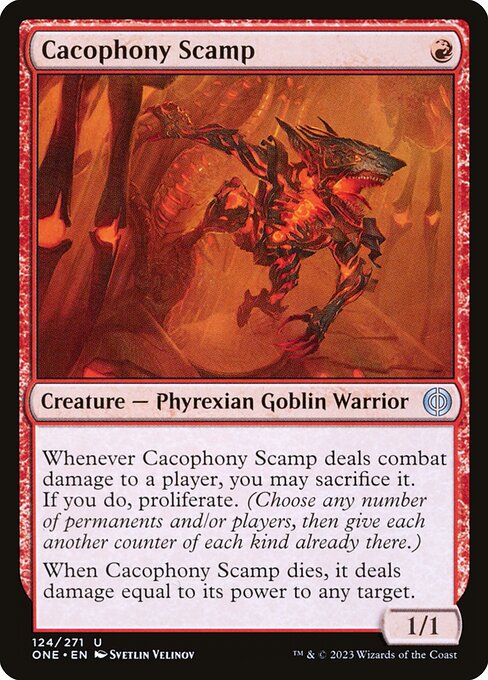 Cacophony Scamp
Creature — Phyrexian Goblin Warrior
Whenever Cacophony Scamp deals combat
damage to a player, you may sacrifice it.
If you do, proliferate. (Choose any number
of permanents and/or players, then give each
another counter of each kind already there.)
When Cacophony Scamp dies, it deals
damage equal to its power to any target.
1/1
124/271 U
ONE • EN Svetlin Velinov
™ & © 2023 Wizards of the Coast